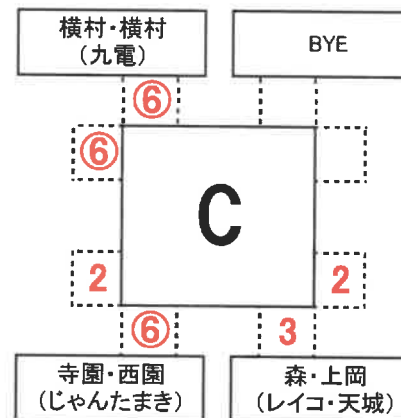 横村・横村
(九電)
BYE
⑥
⑥
C
2
2
⑥
3
寺園・西園
(じゃんたまき)
森・上岡
(レイコ・天城)